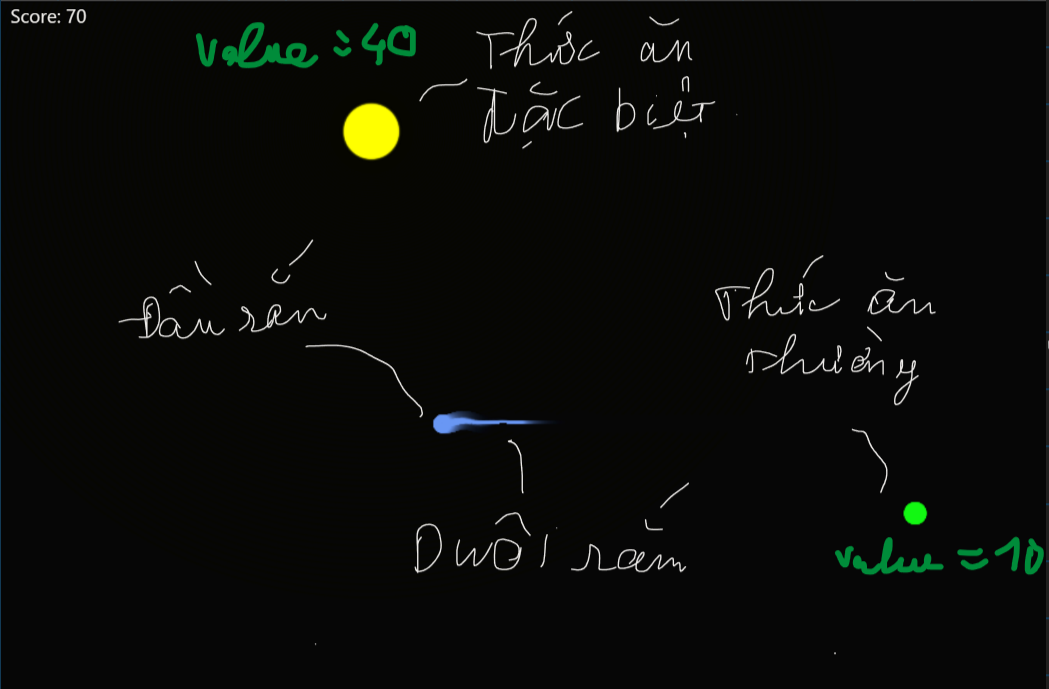 Score: 70
value = 40
Thức ăn
đặc biệt
Đầu rắn
Thức ăn
thường
Đuôi rắn
value = 10